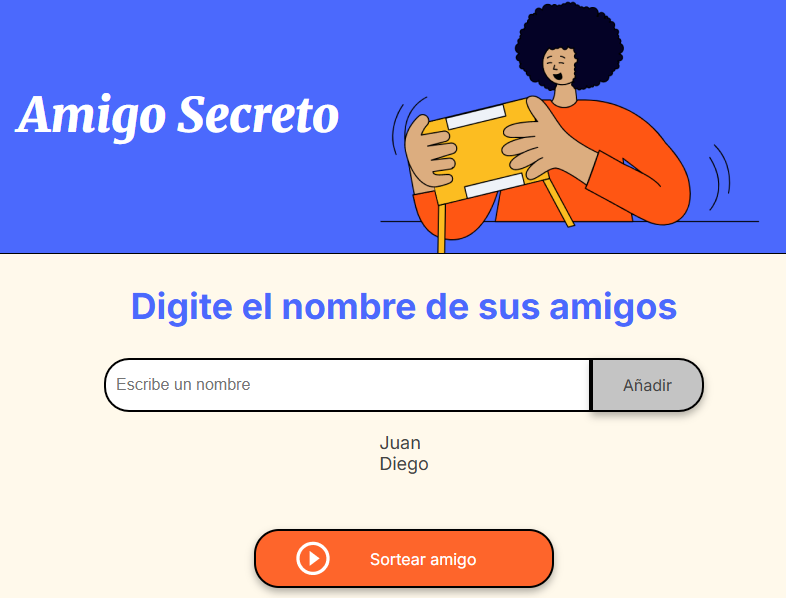 Amigo Secreto
Digite el nombre de sus amigos
Escribe un nombre
Añadir
Juan
Diego
Sortear amigo